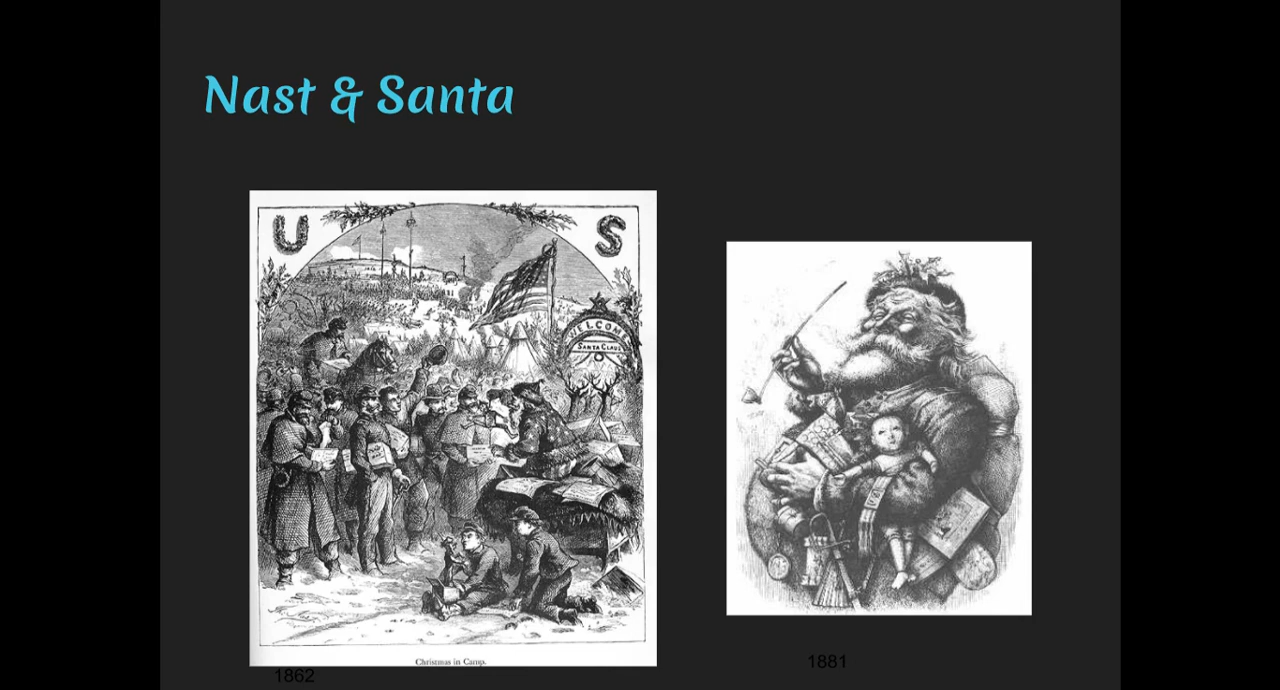 Nast & Santa
U S
WELCOME
SANTA CLAUS
Christmas in Camp.
1862
1881